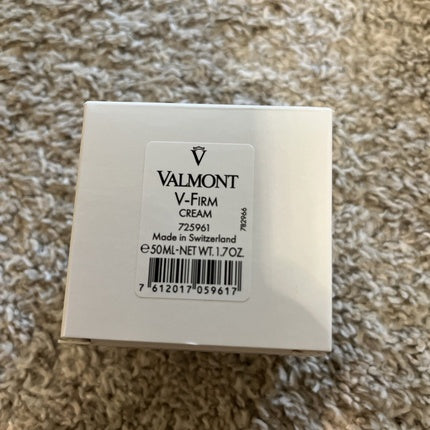 V
VALMONT
V-FIRM
CREAM
725961
Made in Switzerland
℮50ML-NET WT. 1.7OZ.
7 612017 059617
782966